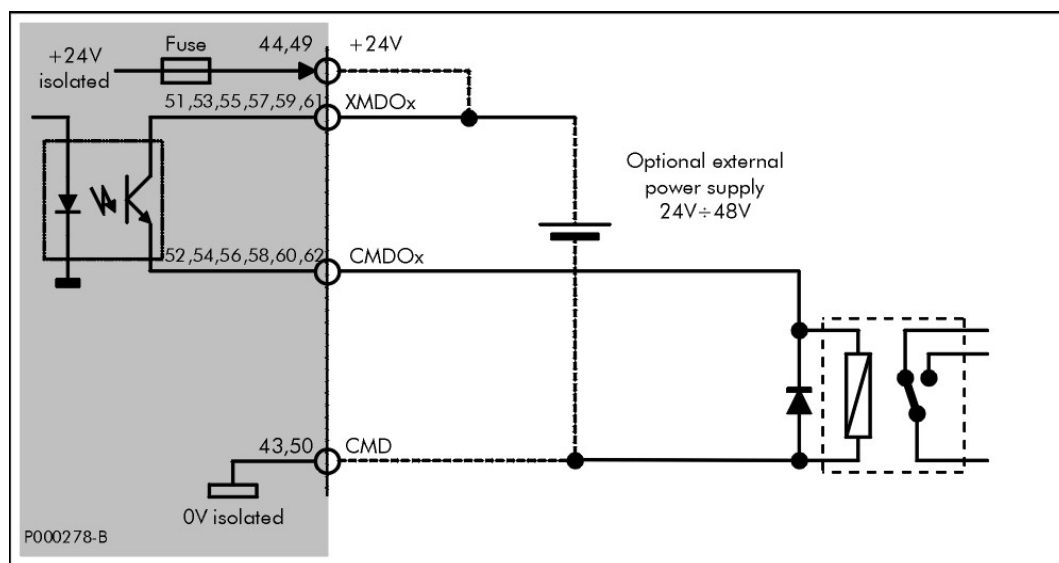 Fuse
44,49
+24V
+24V
isolated
51,53,55,57,59,61
XMDOx
Optional external
power supply
24V÷48V
52,54,56,58,60,62
CMDOx
43,50
CMD
0V isolated
P000278-B